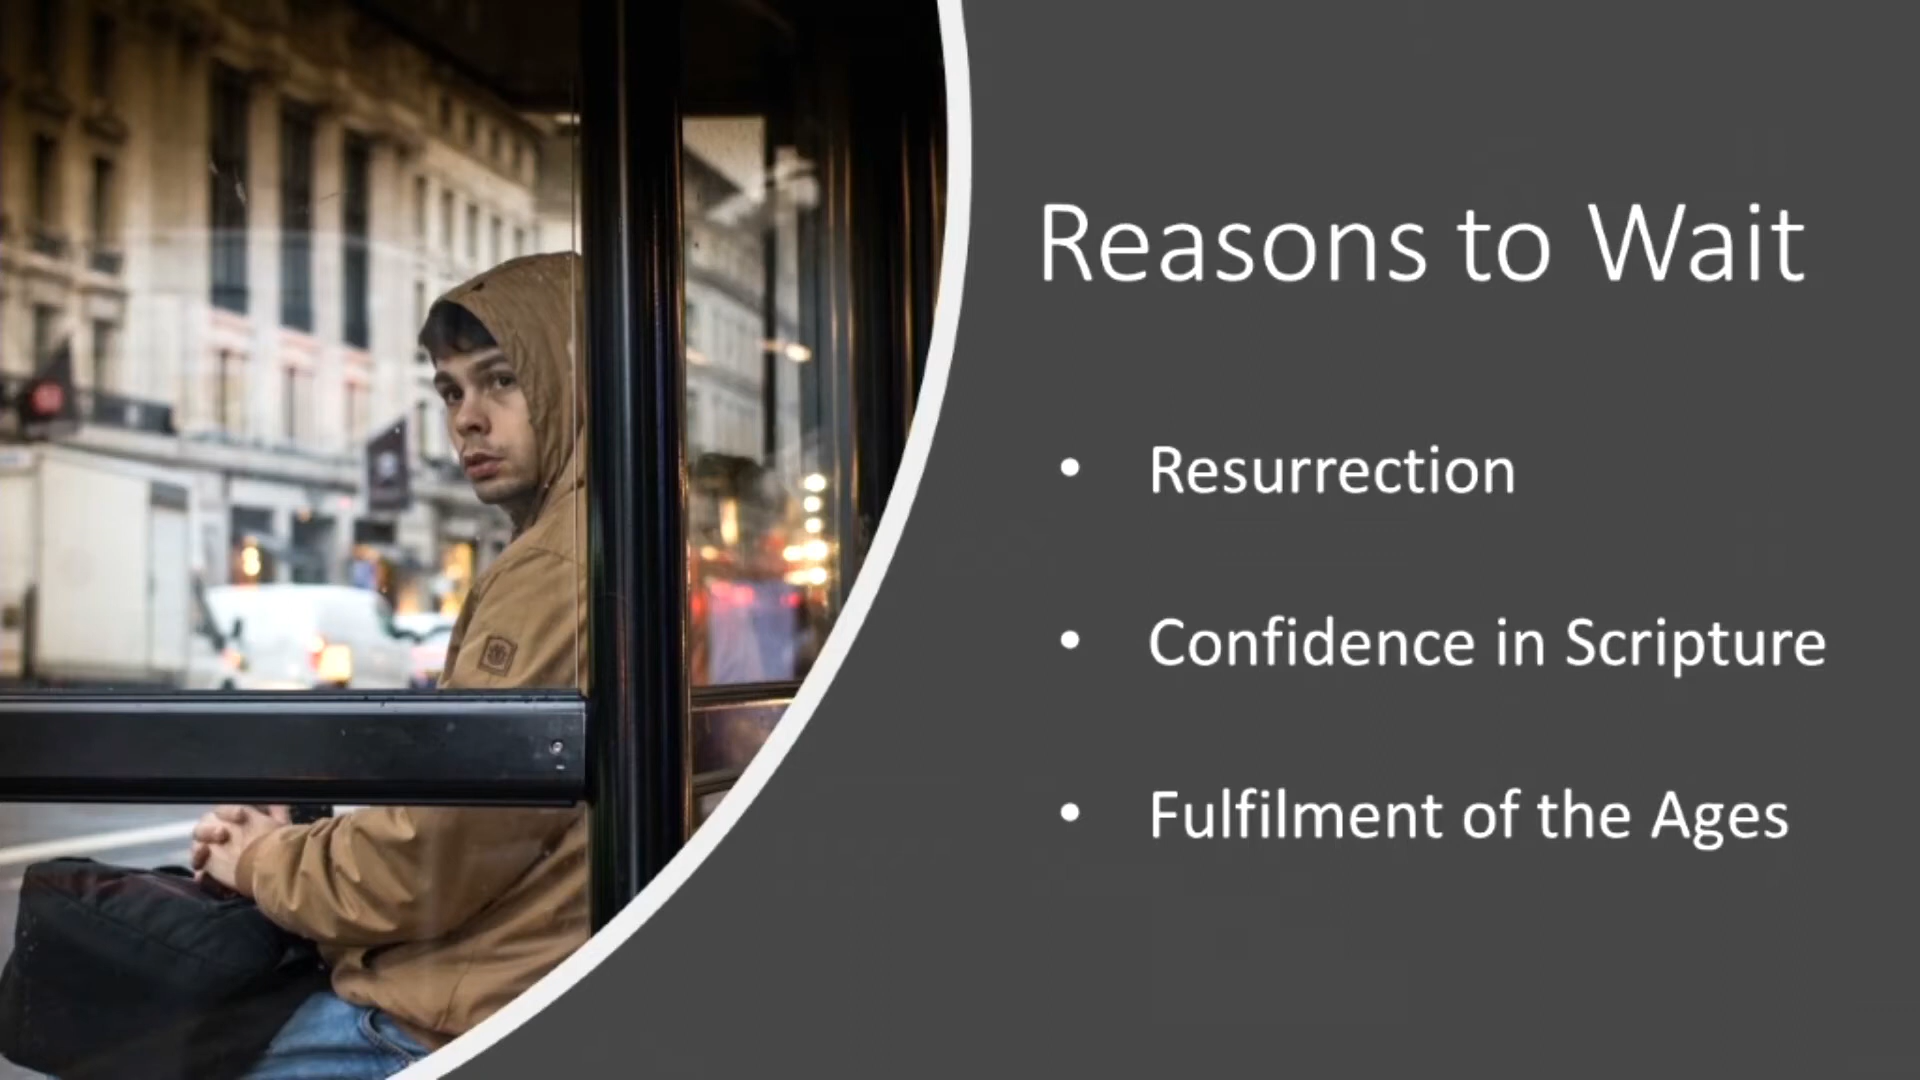 Reasons to Wait
• Resurrection
• Confidence in Scripture
• Fulfilment of the Ages